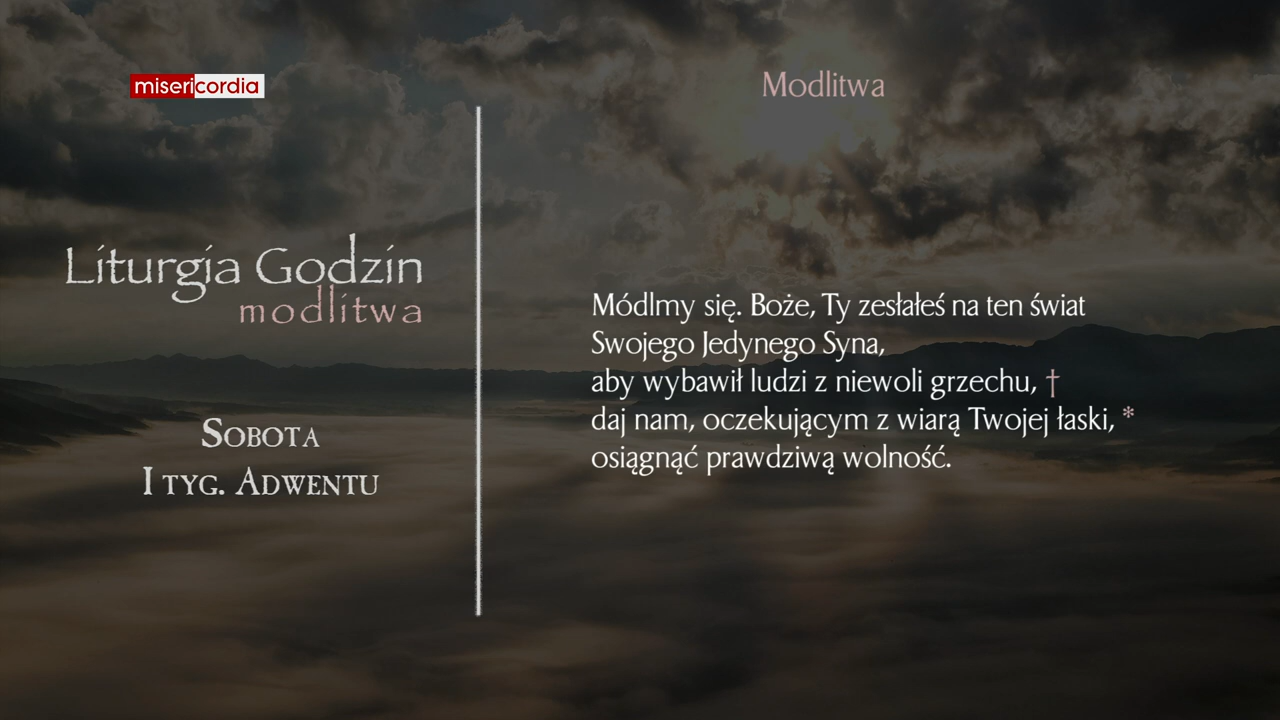 misericordia
Liturgia Godzin
modlitwa
Sobota
I tyg. Adwentu
Modlitwa
Módlmy się. Boże, Ty zesłałeś na ten świat
Swojego Jedynego Syna,
aby wybawił ludzi z niewoli grzechu, †
daj nam, oczekującym z wiarą Twojej łaski, *
osiągnąć prawdziwą wolność.